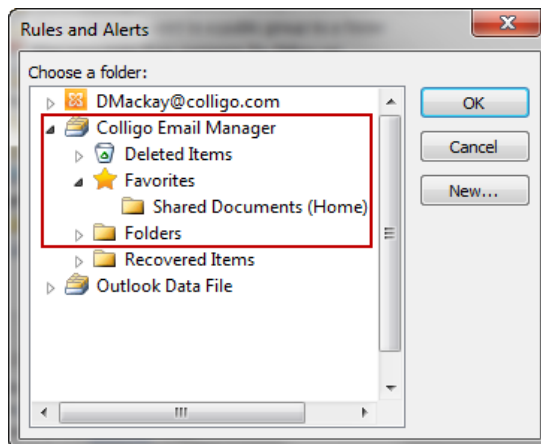 Rules and Alerts
Choose a folder:
DMackay@colligo.com
Colligo Email Manager
Deleted Items
Favorites
Shared Documents (Home)
Folders
Recovered Items
Outlook Data File
OK
Cancel
New...